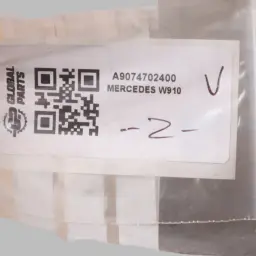 GLOBAL
PARTS
A9074702400
MERCEDES W910
V
-2-